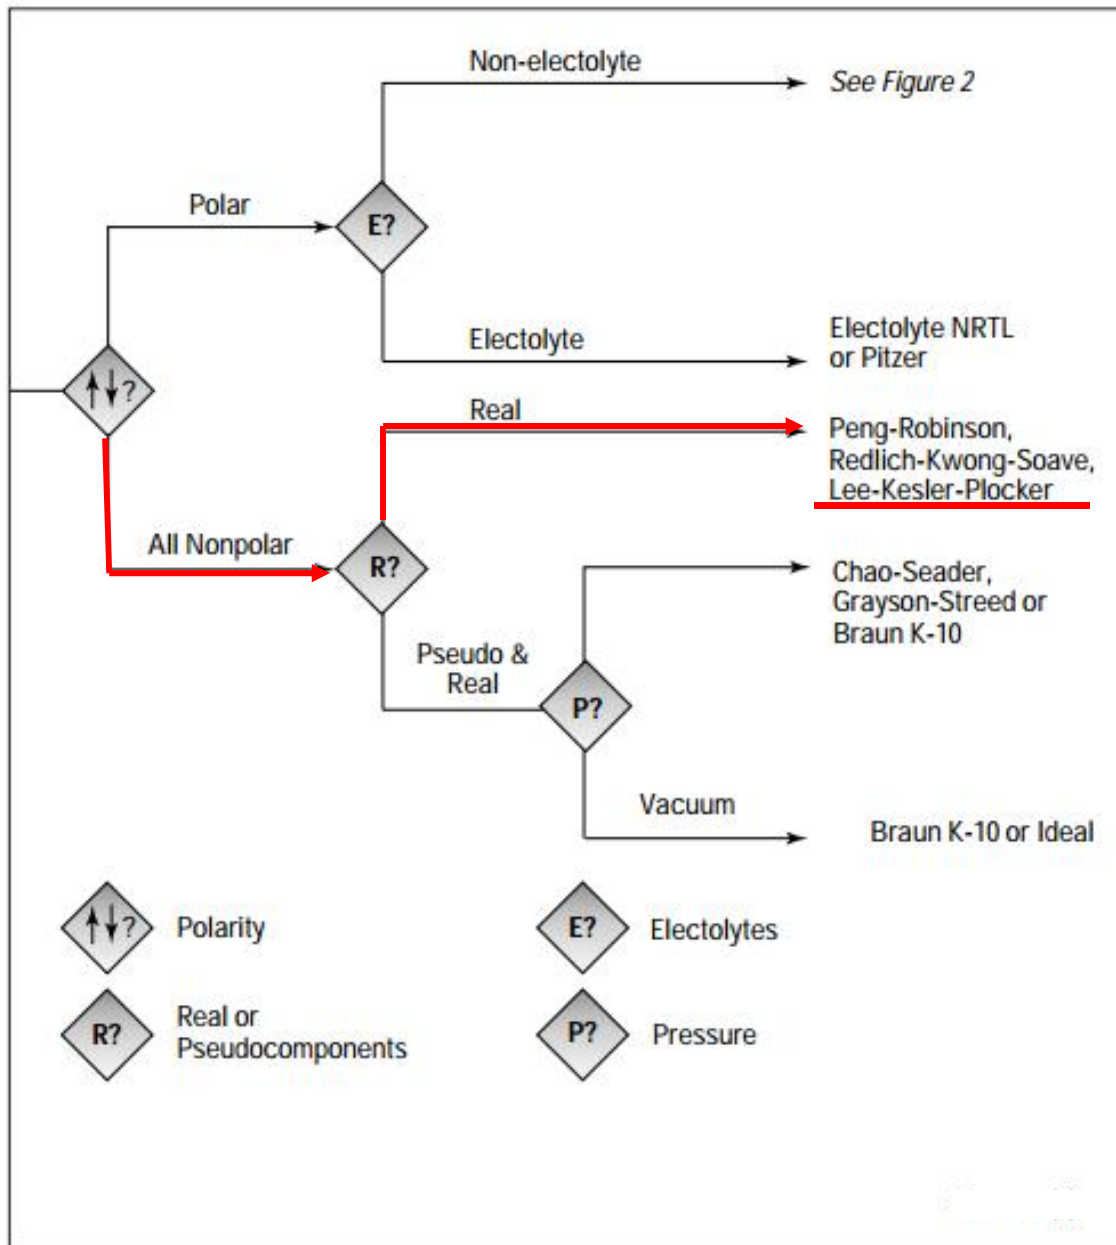 Non-electolyte
See Figure 2
Polar
E?
Electolyte
Electolyte NRTL
or Pitzer
?
Real
Peng-Robinson,
Redlich-Kwong-Soave,
Lee-Kesler-Plocker
All Nonpolar
R?
Chao-Seader,
Grayson-Streed or
Braun K-10
Pseudo &
Real
P?
Vacuum
Braun K-10 or Ideal
? Polarity
E? Electolytes
R? Real or
Pseudocomponents
P? Pressure